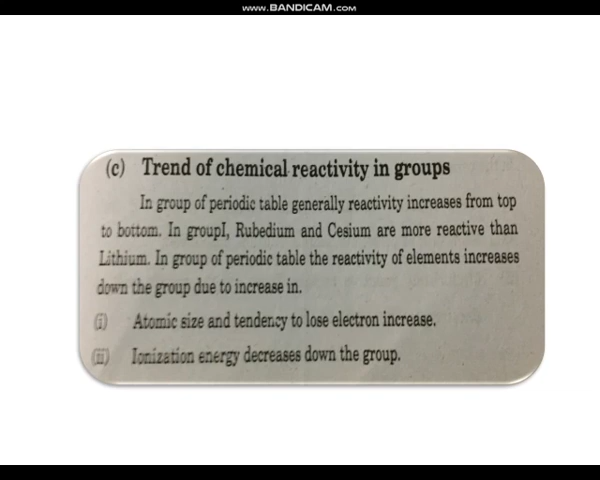 WWW.BANDICAM.COM
(c) Trend of chemical reactivity in groups
In group of periodic table generally reactivity increases from top
to bottom. In groupI, Rubedium and Cesium are more reactive than
Lithium. In group of periodic table the reactivity of elements increases
down the group due to increase in.
(i) Atomic size and tendency to lose electron increase.
(ii) Ionization energy decreases down the group.